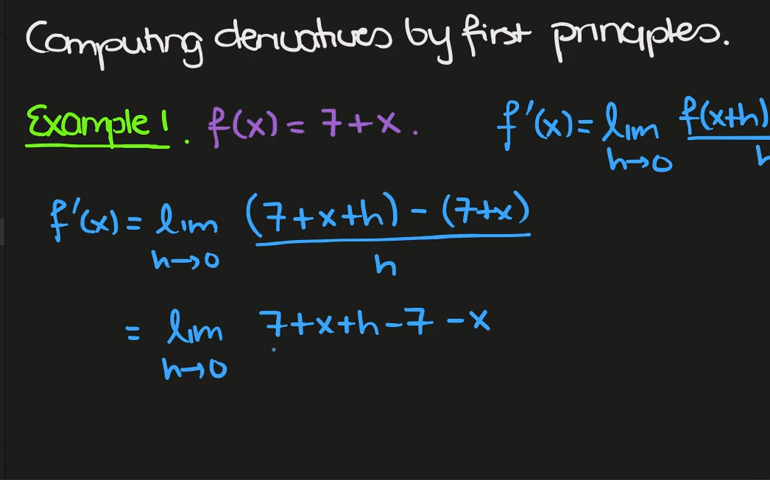 Computing derivatives by first principles.
Example 1. f(x) = 7+x. f'(x) = lim h→0 f(x+h) / h
f'(x) = lim h→0 (7+x+h) - (7+x) / h
= lim h→0 7+x+h-7-x